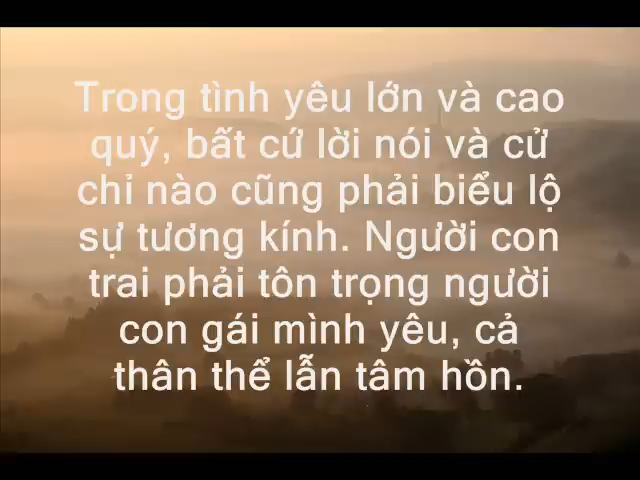 Trong tình yêu lớn và cao
quý, bất cứ lời nói và cử
chỉ nào cũng phải biểu lộ
sự tương kính. Người con
trai phải tôn trọng người
con gái mình yêu, cả
thân thể lẫn tâm hồn.